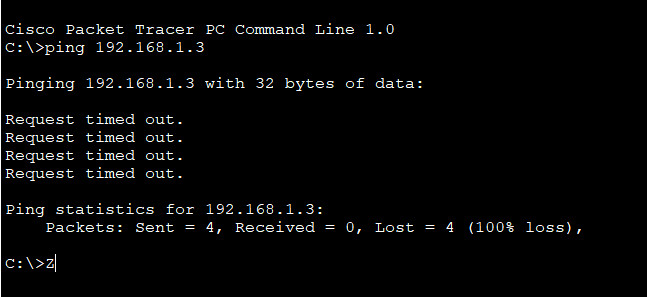 Cisco Packet Tracer PC Command Line 1.0
C:\>ping 192.168.1.3
Pinging 192.168.1.3 with 32 bytes of data:
Request timed out.
Request timed out.
Request timed out.
Request timed out.
Ping statistics for 192.168.1.3:
    Packets: Sent = 4, Received = 0, Lost = 4 (100% loss),
C:\>Z